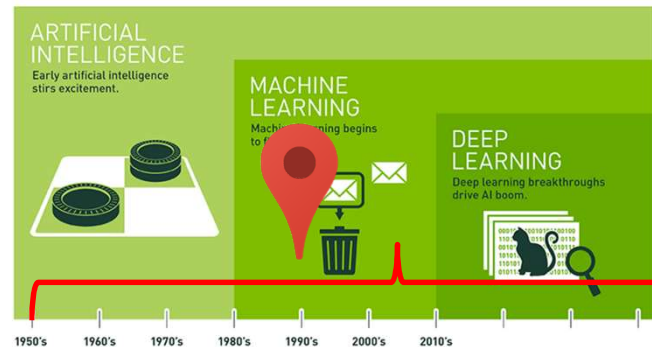 ARTIFICIAL
INTELLIGENCE
Early artificial intelligence
stirs excitement.
MACHINE
LEARNING
learning begins
to
DEEP
LEARNING
Deep learning breakthroughs
drive AI boom.
1950's 1960's 1970's 1980's 1990's 2000's 2010's